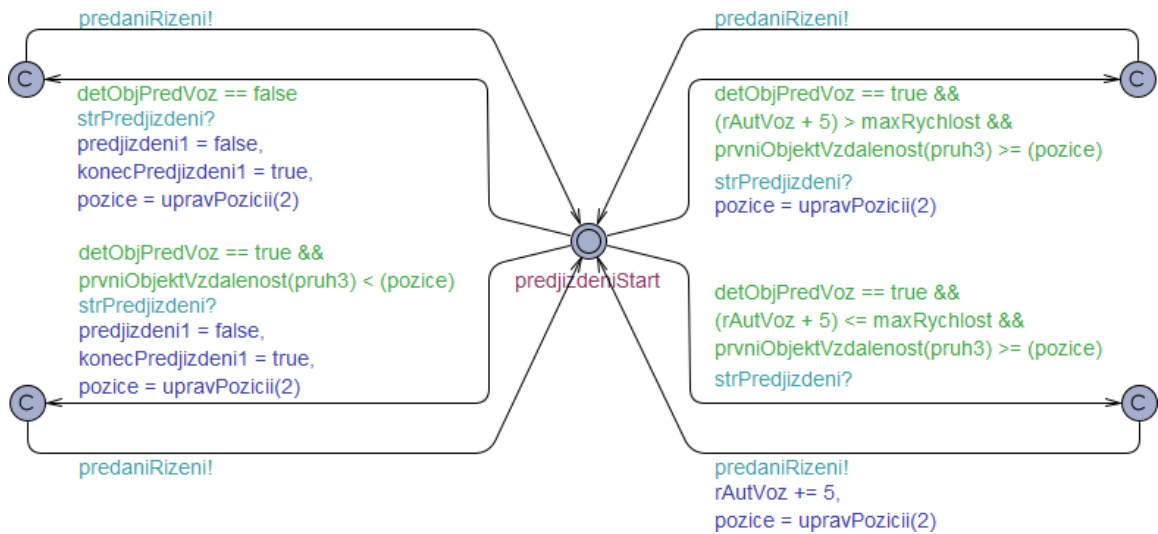 predaniRizeni!
C
detObjPredVoz == false
strPredjizdeni?
predjizdeni1 = false,
konecPredjizdeni1 = true,
pozice = upravPozicii(2)
detObjPredVoz == true &&
prvniObjektVzdalenost(pruh3) < (pozice)
strPredjizdeni?
predjizdeni1 = false,
konecPredjizdeni1 = true,
pozice = upravPozicii(2)
C
predaniRizeni!
predjizdeniStart
predaniRizeni!
C
detObjPredVoz == true &&
(rAutVoz + 5) > maxRychlost &&
prvniObjektVzdalenost(pruh3) >= (pozice)
strPredjizdeni?
pozice = upravPozicii(2)
detObjPredVoz == true &&
(rAutVoz + 5) <= maxRychlost &&
prvniObjektVzdalenost(pruh3) >= (pozice)
strPredjizdeni?
C
predaniRizeni!
rAutVoz += 5,
pozice = upravPozicii(2)